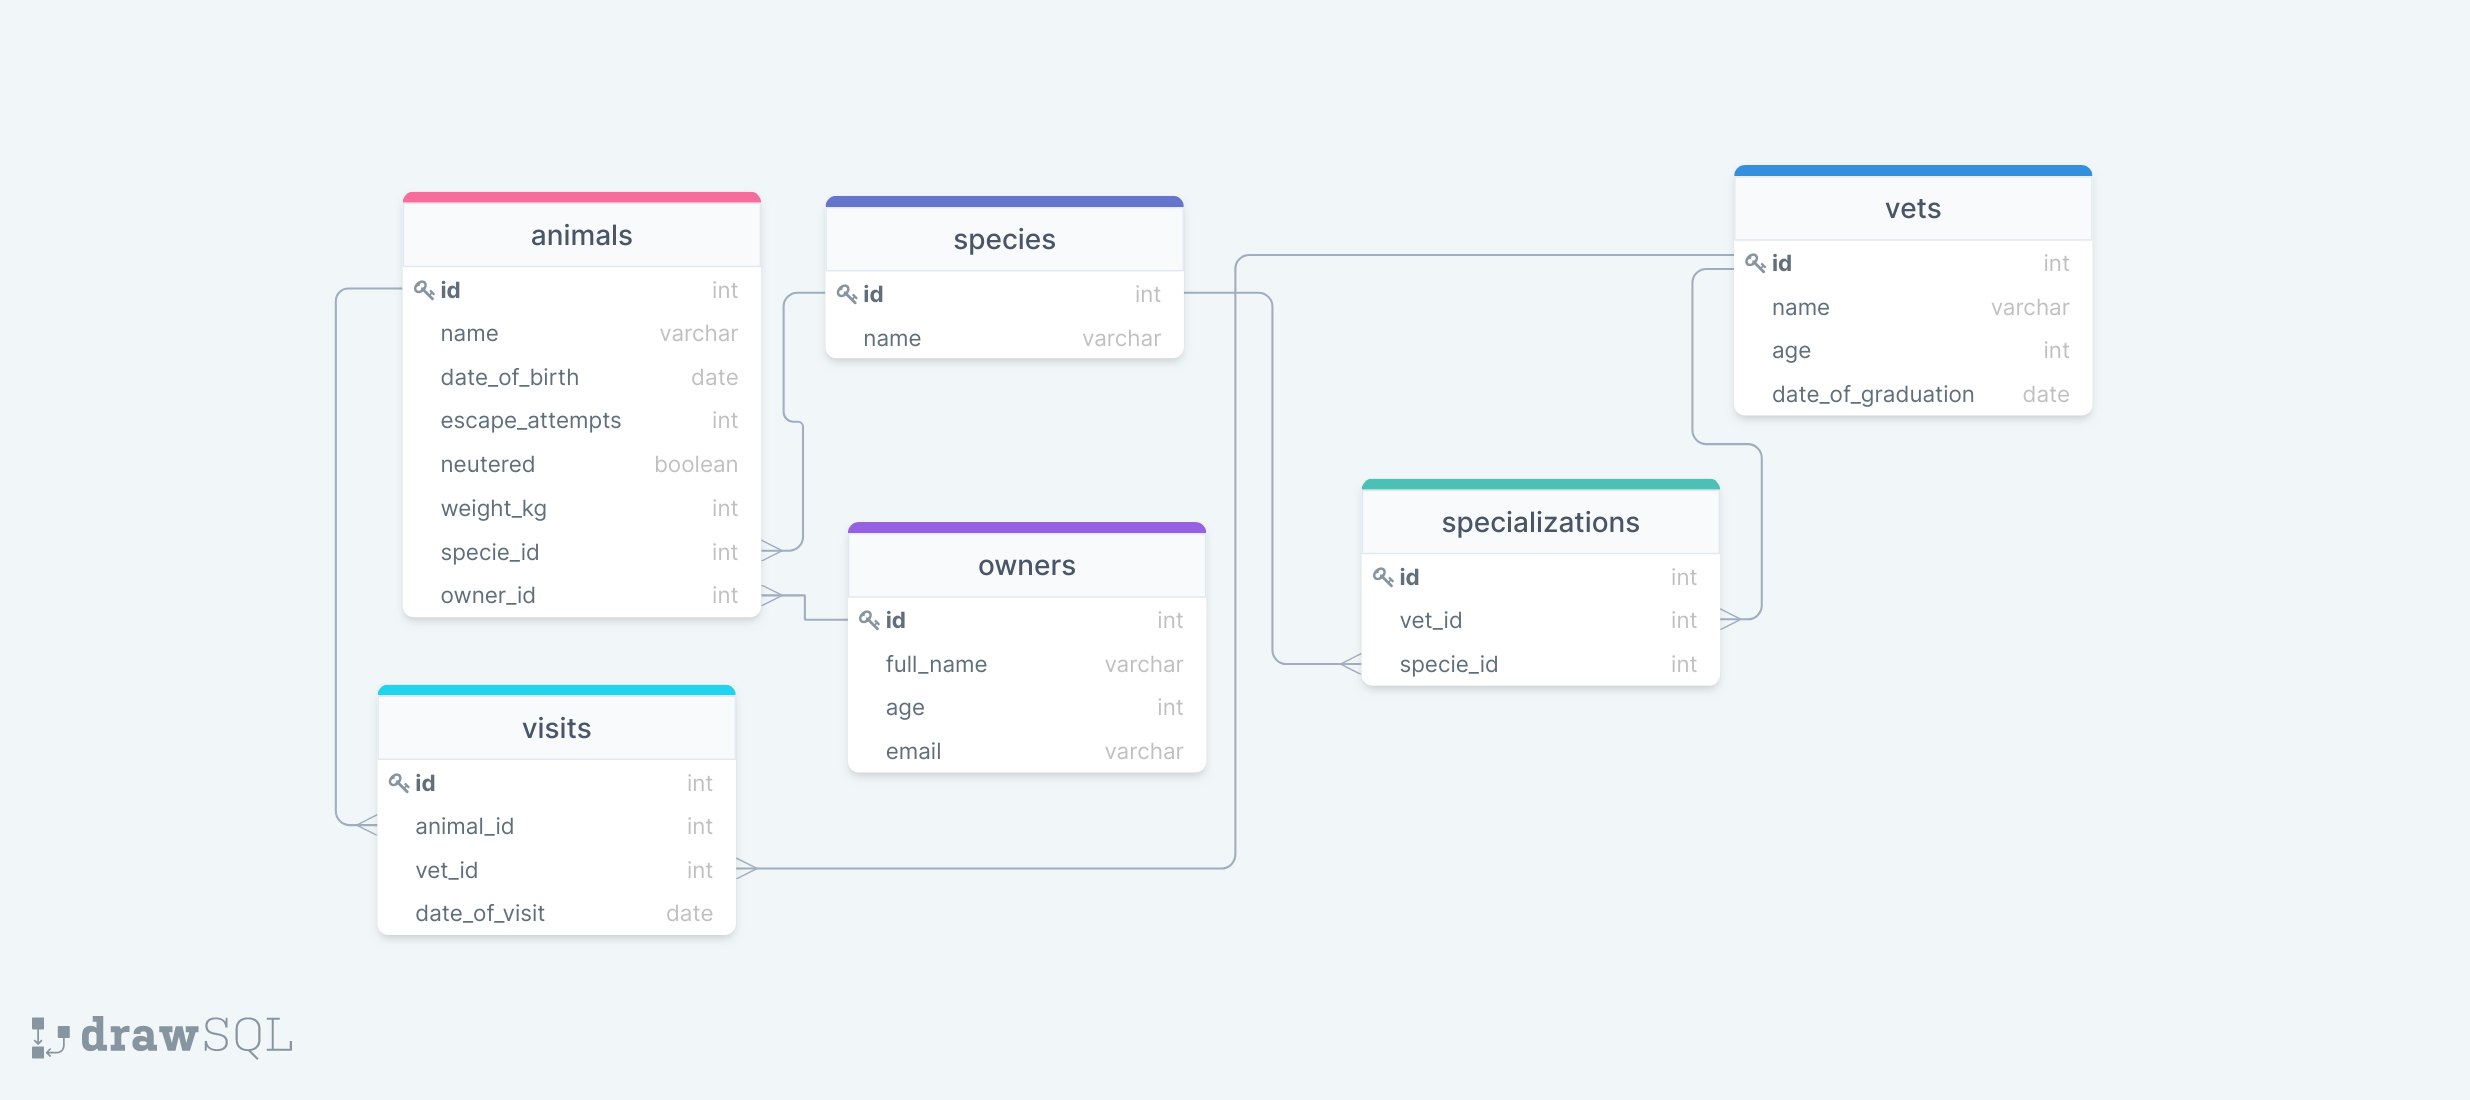 animals
id int
name varchar
date_of_birth date
escape_attempts int
neutered boolean
weight_kg int
specie_id int
owner_id int
species
id int
name varchar
vets
id int
name varchar
age int
date_of_graduation date
owners
id int
full_name varchar
age int
email varchar
specializations
id int
vet_id int
specie_id int
visits
id int
animal_id int
vet_id int
date_of_visit date
drawSQL